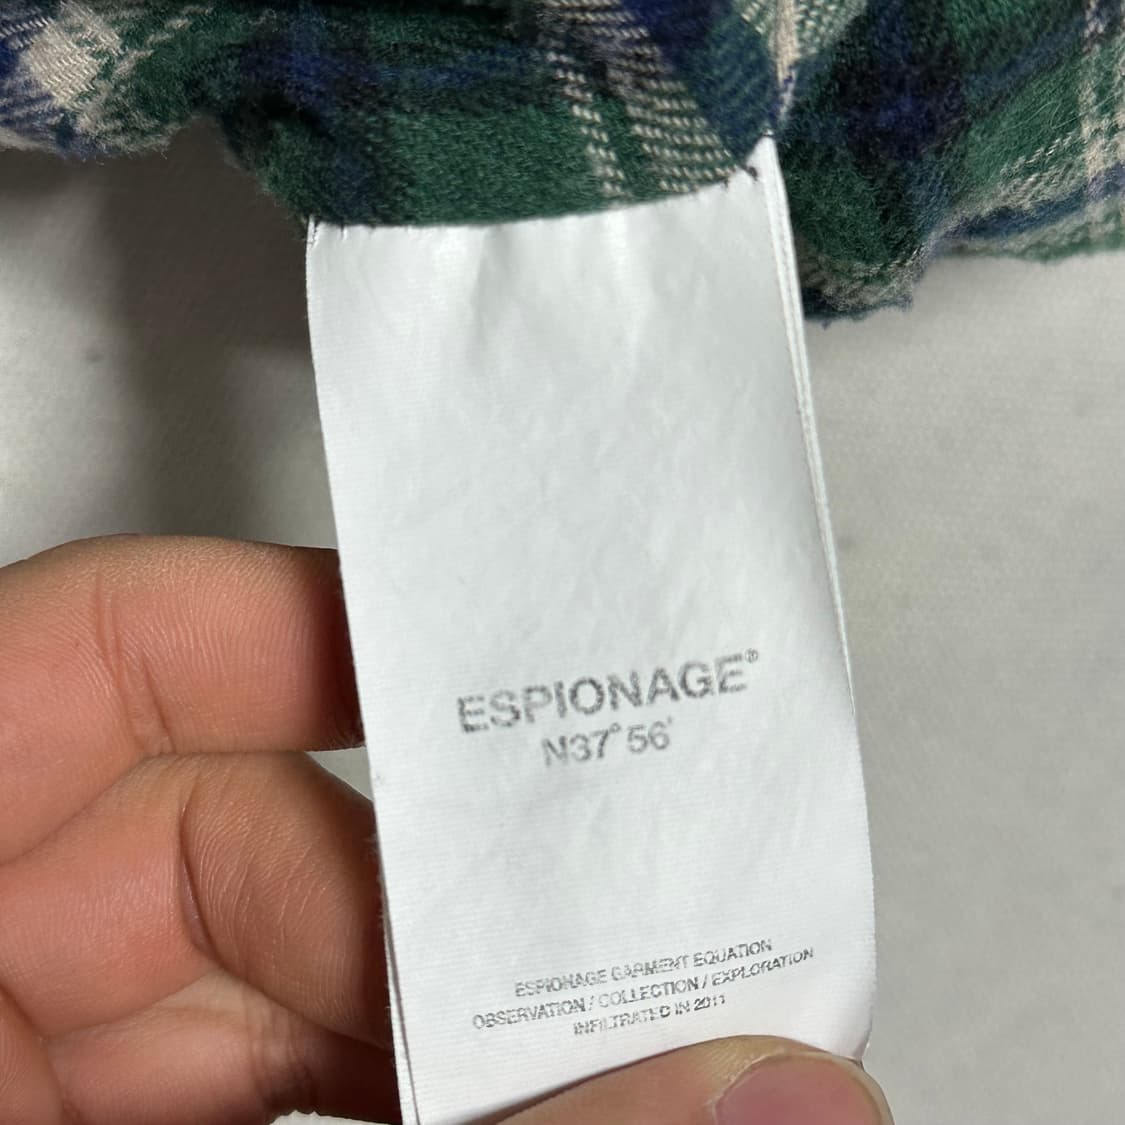 ESPIONAGE®
N37° 56'
ESPIONAGE GARMENT EQUATION
OBSERVATION / COLLECTION / EXPLORATION
INFILTRATED IN 2011